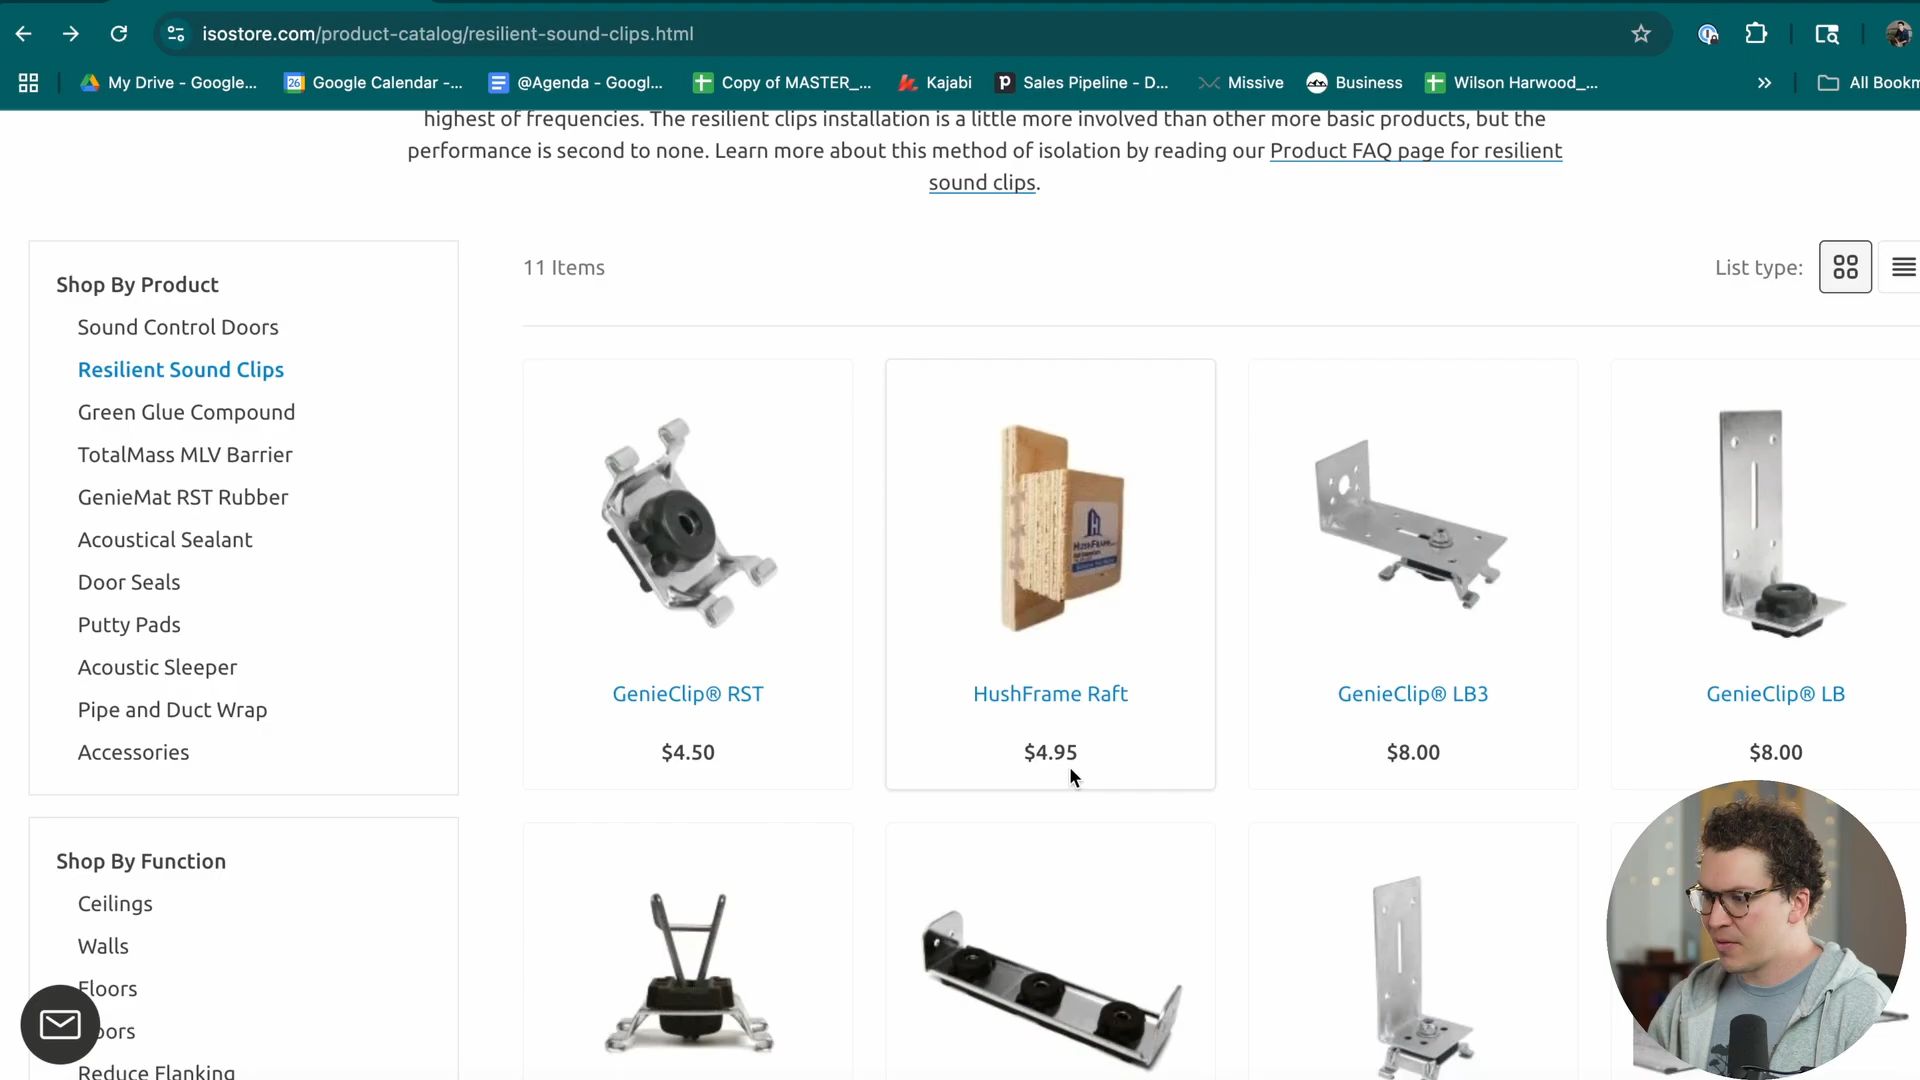 isostore.com/product-catalog/resilient-sound-clips.html
My Drive - Google...
Google Calendar -...
@Agenda - Googl...
Copy of MASTER_...
Kajabi
Sales Pipeline - D...
Missive
Business
Wilson Harwood_...
All Bookm
highest of frequencies. The resilient clips installation is a little more involved than other more basic products, but the
performance is second to none. Learn more about this method of isolation by reading our Product FAQ page for resilient
sound clips.
Shop By Product
Sound Control Doors
Resilient Sound Clips
Green Glue Compound
TotalMass MLV Barrier
GenieMat RST Rubber
Acoustical Sealant
Door Seals
Putty Pads
Acoustic Sleeper
Pipe and Duct Wrap
Accessories
Shop By Function
Ceilings
Walls
Floors
oors
Reduce Flanking
11 Items
List type:
HushFrame
GenieClip® RST
HushFrame Raft
GenieClip® LB3
GenieClip® LB
$4.50
$4.95
$8.00
$8.00